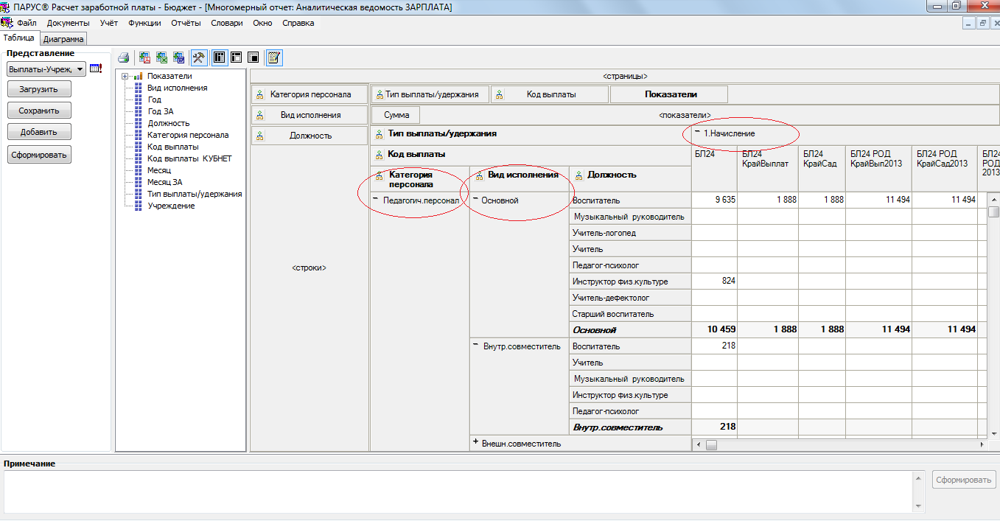 ПАРУС® Расчет заработной платы - Бюджет - [Многомерный отчет: Аналитическая ведомость ЗАРПЛАТА]
Файл Документы Учёт Функции Отчёты Словари Окно Справка
Таблица Диаграмма
Представление
Выплаты-Учреж,
Загрузить
Сохранить
Добавить
Сформировать
Показатели
Вид исполнения
Год
Год ЗА
Должность
Категория персонала
Код выплаты
Код выплаты КУБНЕТ
Месяц
Месяц ЗА
Тип выплаты/удержания
Учреждение
<страницы>
Категория персонала Тип выплаты/удержания Код выплаты Показатели
Вид исполнения Сумма <показатели>
Должность Тип выплаты/удержания - 1.Начисление
<строки>
Код выплаты БЛ24 БЛ24 КрайВыплат БЛ24 КрайСад БЛ24 РОД КрайВып2013 БЛ24 РОД КрайСад2013 БЛ24 РОД 2013
Категория персонала Вид исполнения Должность
- Педагогич.персонал - Основной Воспитатель 9 635 1 888 1 888 11 494 11 494
Музыкальный руководитель
Учитель-логопед
Учитель
Педагог-психолог
Инструктор физ.культуре 824
Учитель-дефектолог
Старший воспитатель
Основной 10 459 1 888 1 888 11 494 11 494
- Внутр.совместитель Воспитатель 218
Учитель
Музыкальный руководитель
Инструктор физ.культуре
Педагог-психолог
Внутр.совместитель 218
+ Внешн.совместитель
Примечание
Сформировать